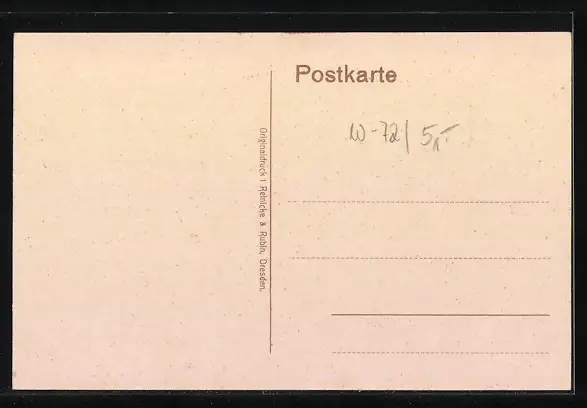 Postkarte
W-72/ 5,-
Originaldruck i. Reinicke & Rubin, Dresden.